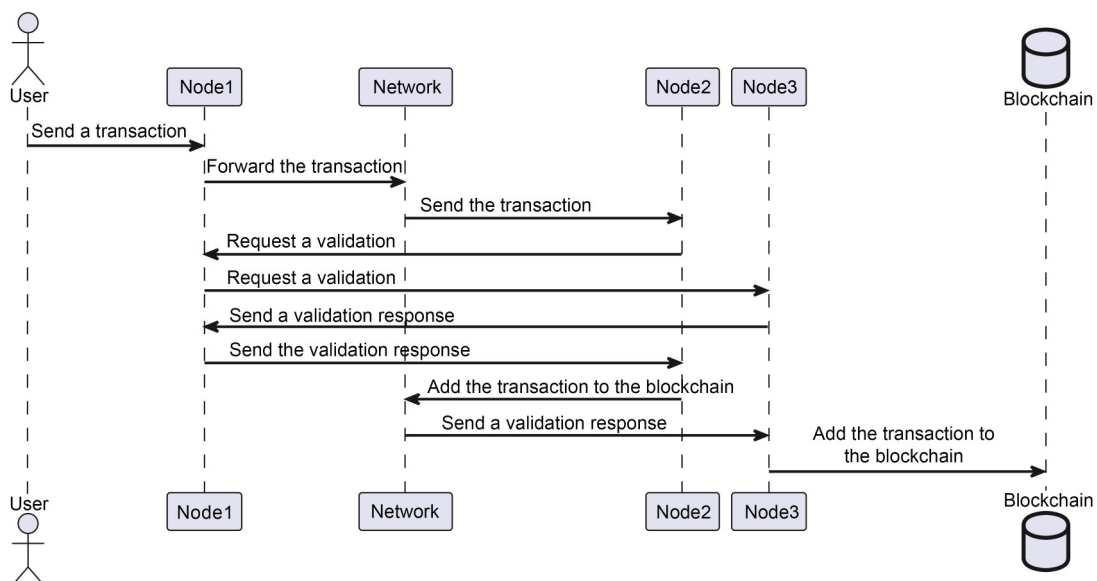 User
Node1
Network
Node2
Node3
Blockchain
Send a transaction
Forward the transaction
Send the transaction
Request a validation
Request a validation
Send a validation response
Send the validation response
Add the transaction to the blockchain
Send a validation response
Add the transaction to
the blockchain
User
Node1
Network
Node2
Node3
Blockchain